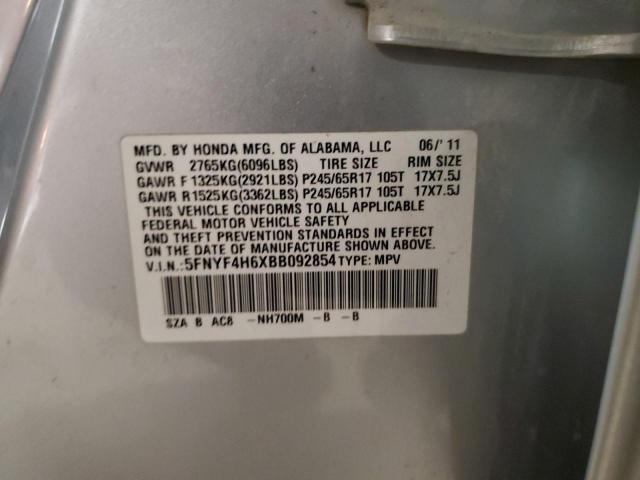 MFD. BY HONDA MFG. OF ALABAMA, LLC 06/'11
GVWR 2765KG(6096LBS) TIRE SIZE RIM SIZE
GAWR F 1325KG(2921LBS) P245/65R17 105T 17X7.5J
GAWR R 1525KG(3362LBS) P245/65R17 105T 17X7.5J
THIS VEHICLE CONFORMS TO ALL APPLICABLE
FEDERAL MOTOR VEHICLE SAFETY
AND THEFT PREVENTION STANDARDS IN EFFECT
ON THE DATE OF MANUFACTURE SHOWN ABOVE.
V.I.N.:5FNYF4H6XBB092854 TYPE: MPV
SZA B AC8 -NH700M -B -B